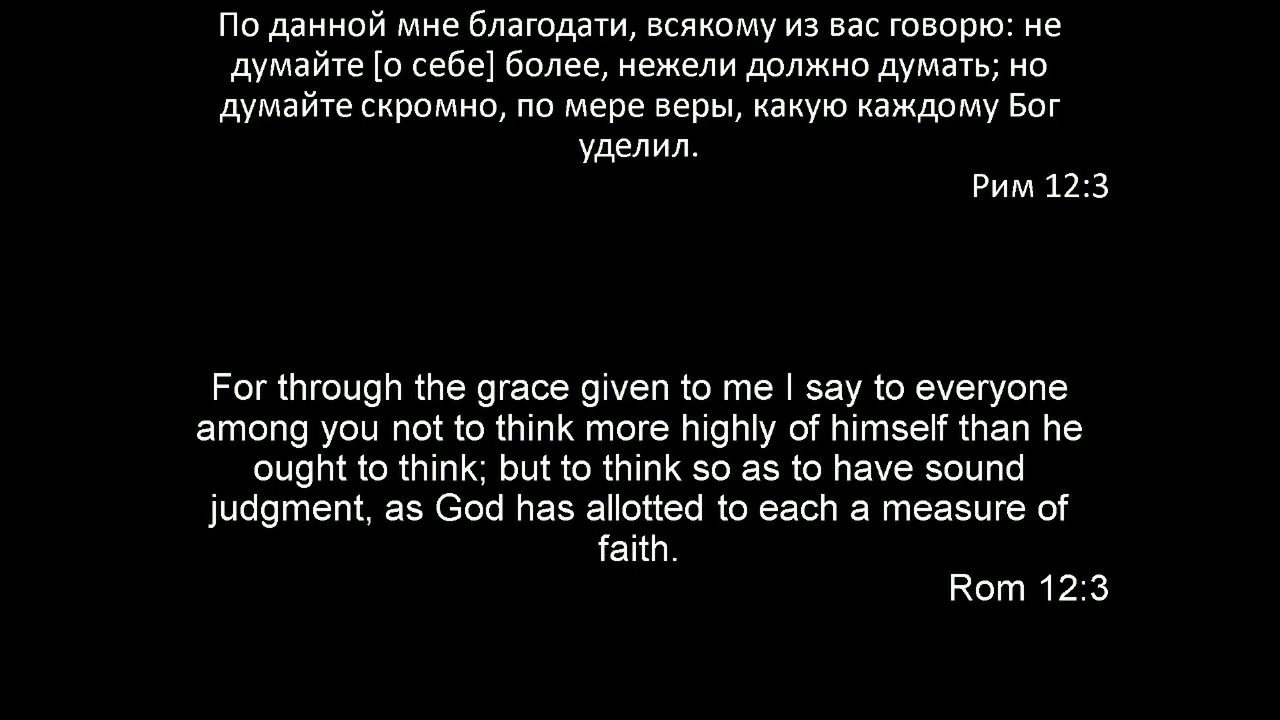 По данной мне благодати, всякому из вас говорю: не
думайте [о себе] более, нежели должно думать; но
думайте скромно, по мере веры, какую каждому Бог
уделил.
Рим 12:3
For through the grace given to me I say to everyone
among you not to think more highly of himself than he
ought to think; but to think so as to have sound
judgment, as God has allotted to each a measure of
faith.
Rom 12:3